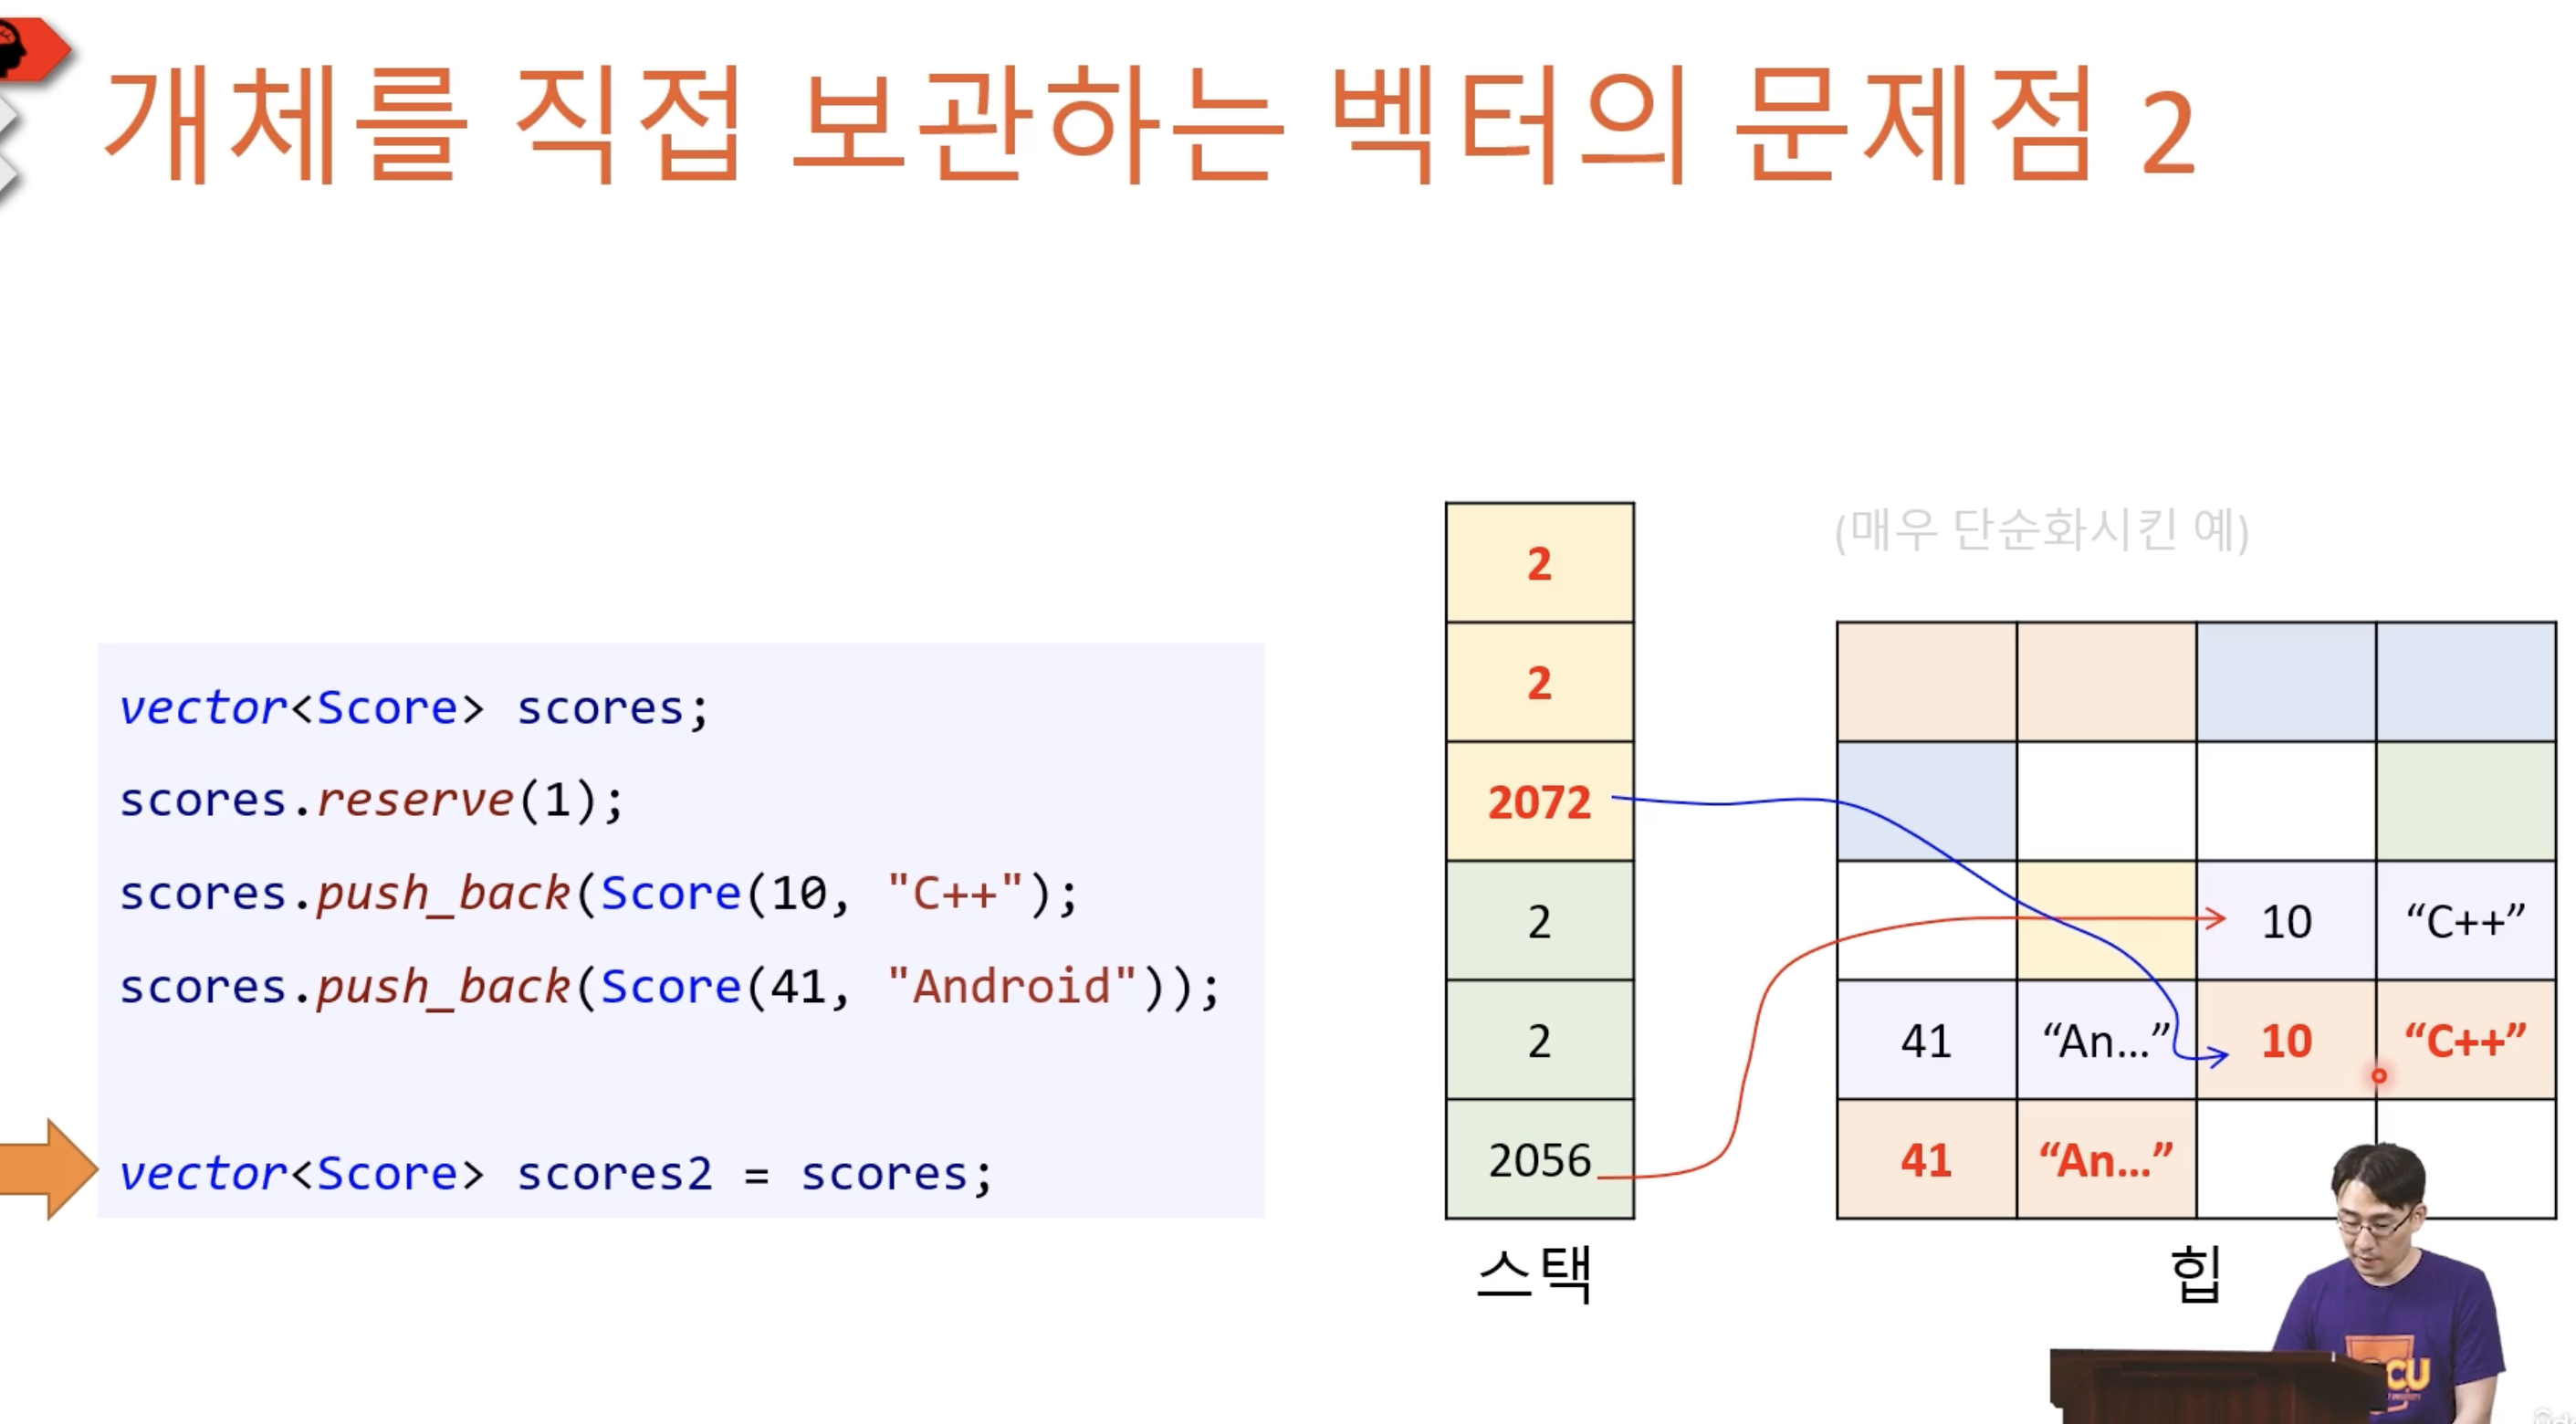 개체를 직접 보관하는 벡터의 문제점 2
vector<Score> scores;
scores.reserve(1);
scores.push_back(Score(10, "C++");
scores.push_back(Score(41, "Android"));
vector<Score> scores2 = scores;
2
2
2072
2
2
2056
스택
(매우 단순화시킨 예)
10 “C++”
41 “An...” 10 “C++”
41 “An...”
힙
CU